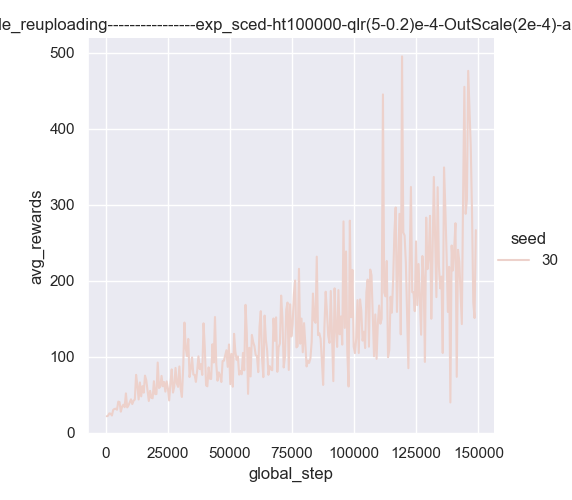 le_reuploading----------------exp_sced-ht100000-qlr(5-0.2)e-4-OutScale(2e-4)-a
500
400
300
200
100
0
avg_rewards
0 25000 50000 75000 100000 125000 150000
global_step
seed
30